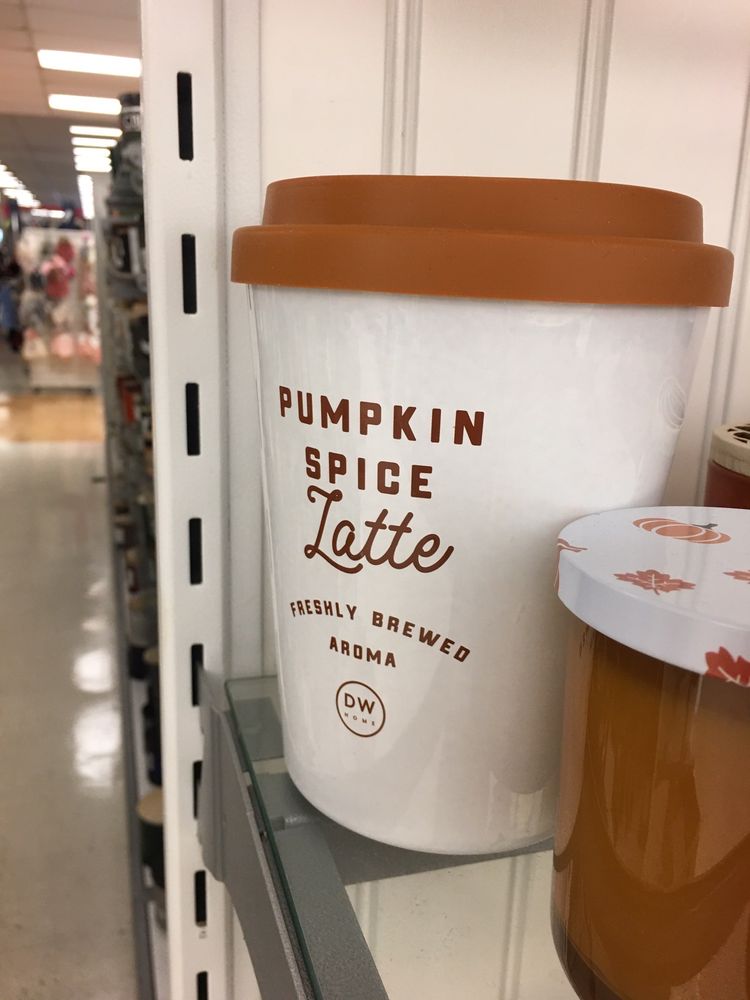 PUMPKIN
SPICE
Latte
FRESHLY BREWED
AROMA
DW
HOME